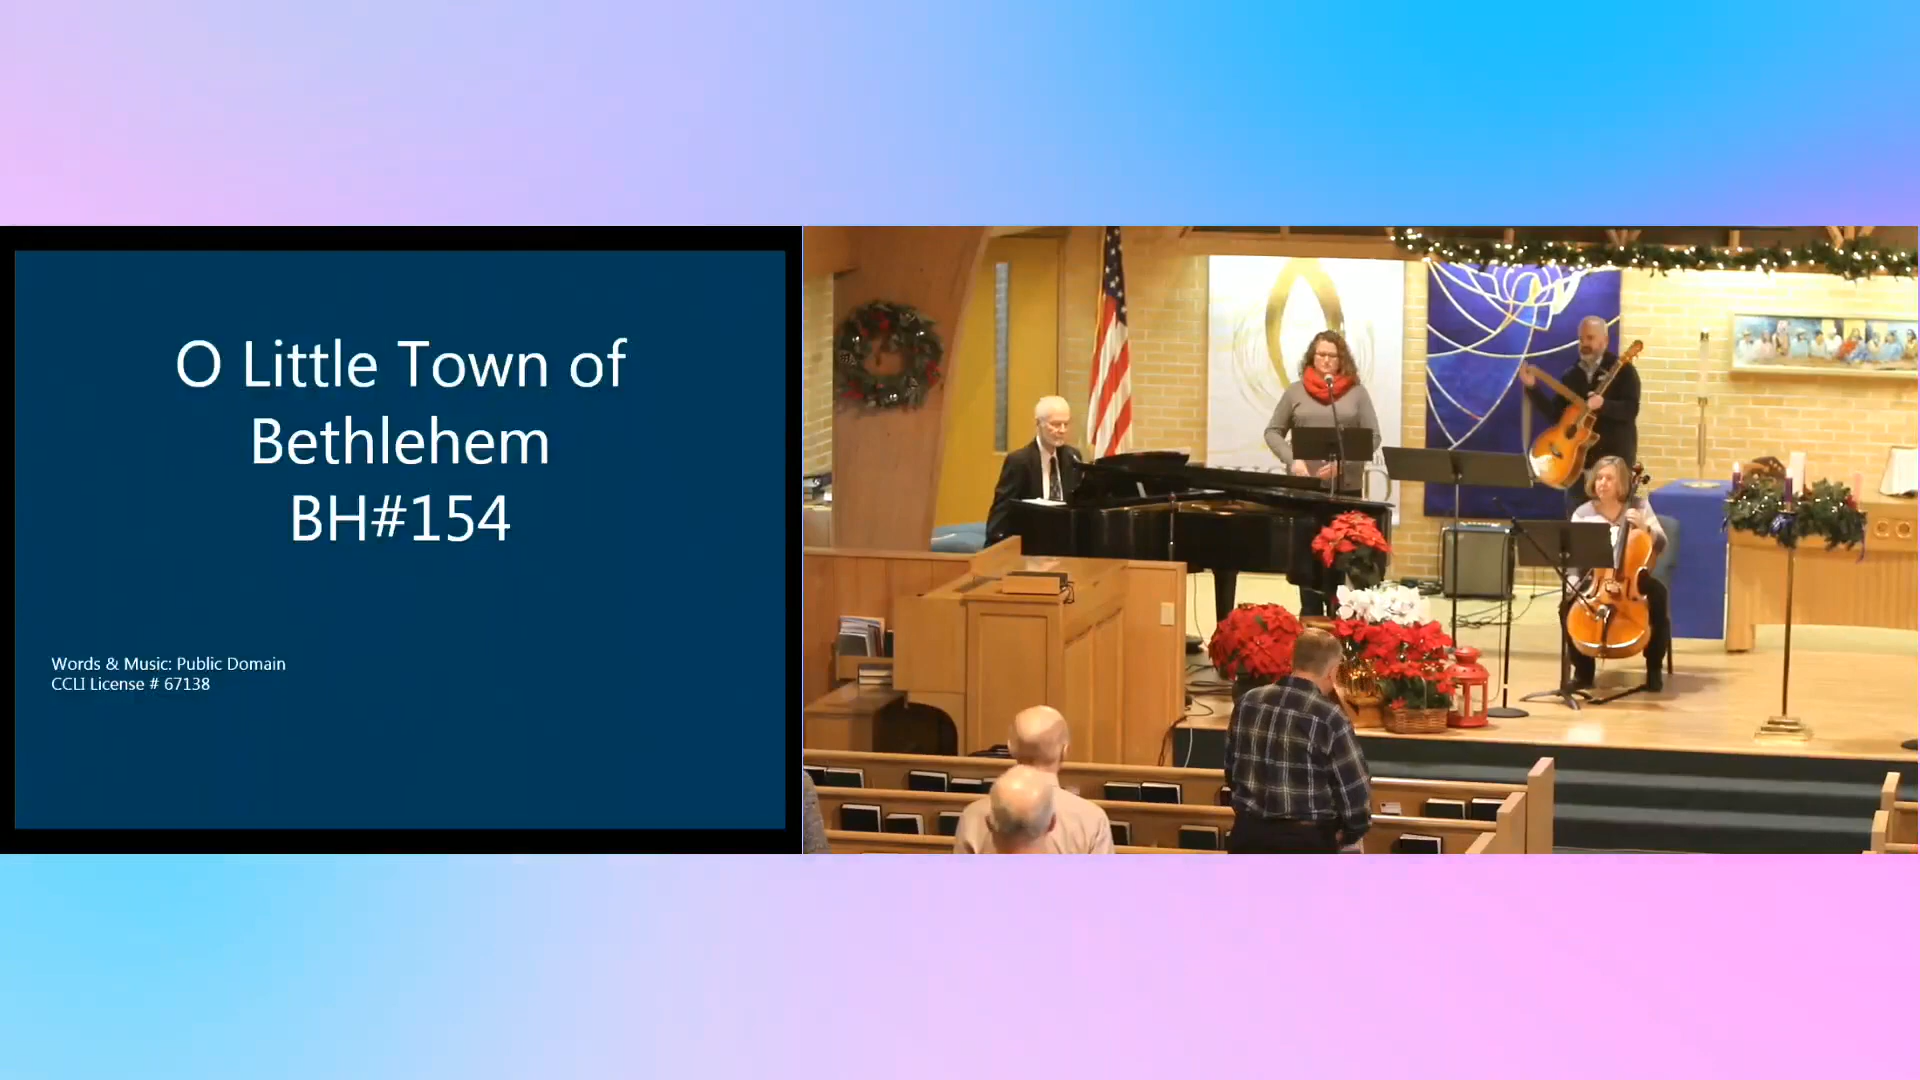 O Little Town of
Bethlehem
BH#154
Words & Music: Public Domain
CCLI License # 67138